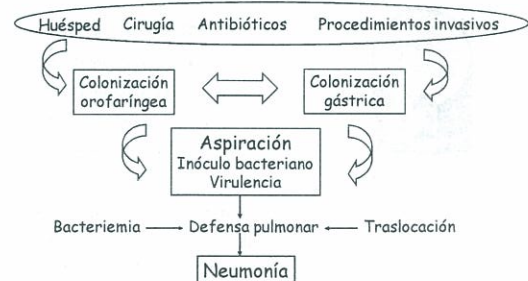 Huésped Cirugía Antibióticos Procedimientos invasivos
Colonización
orofaríngea
Colonización
gástrica
Aspiración
Inóculo bacteriano
Virulencia
Bacteriemia Defensa pulmonar Traslocación
Neumonía